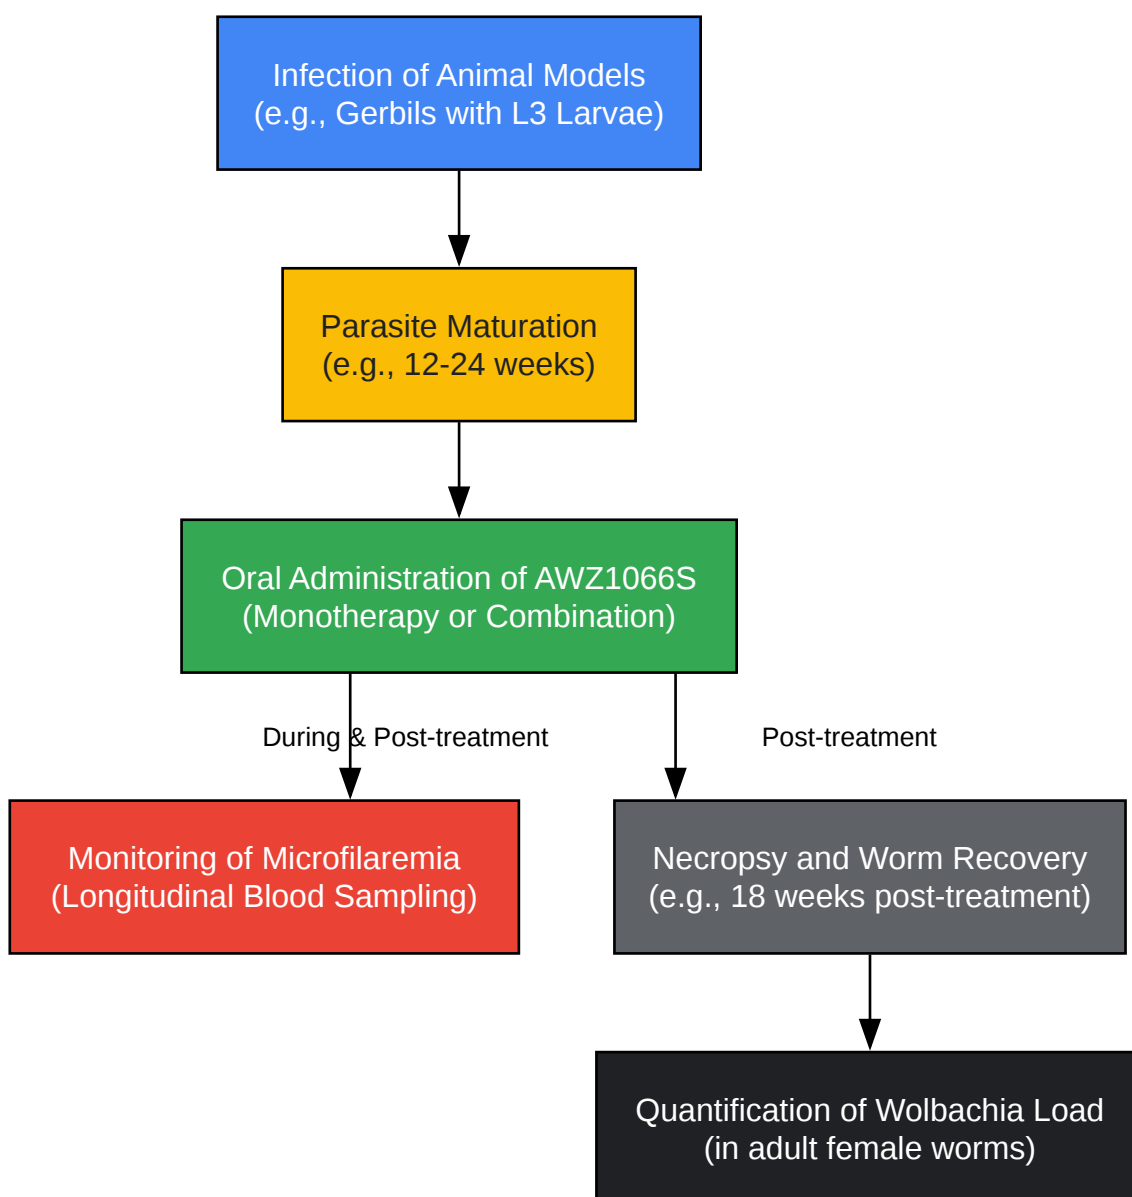 Infection of Animal Models
(e.g., Gerbils with L3 Larvae)
Parasite Maturation
(e.g., 12-24 weeks)
Oral Administration of AWZ1066S
(Monotherapy or Combination)
During & Post-treatment
Post-treatment
Monitoring of Microfilaremia
(Longitudinal Blood Sampling)
Necropsy and Worm Recovery
(e.g., 18 weeks post-treatment)
Quantification of Wolbachia Load
(in adult female worms)